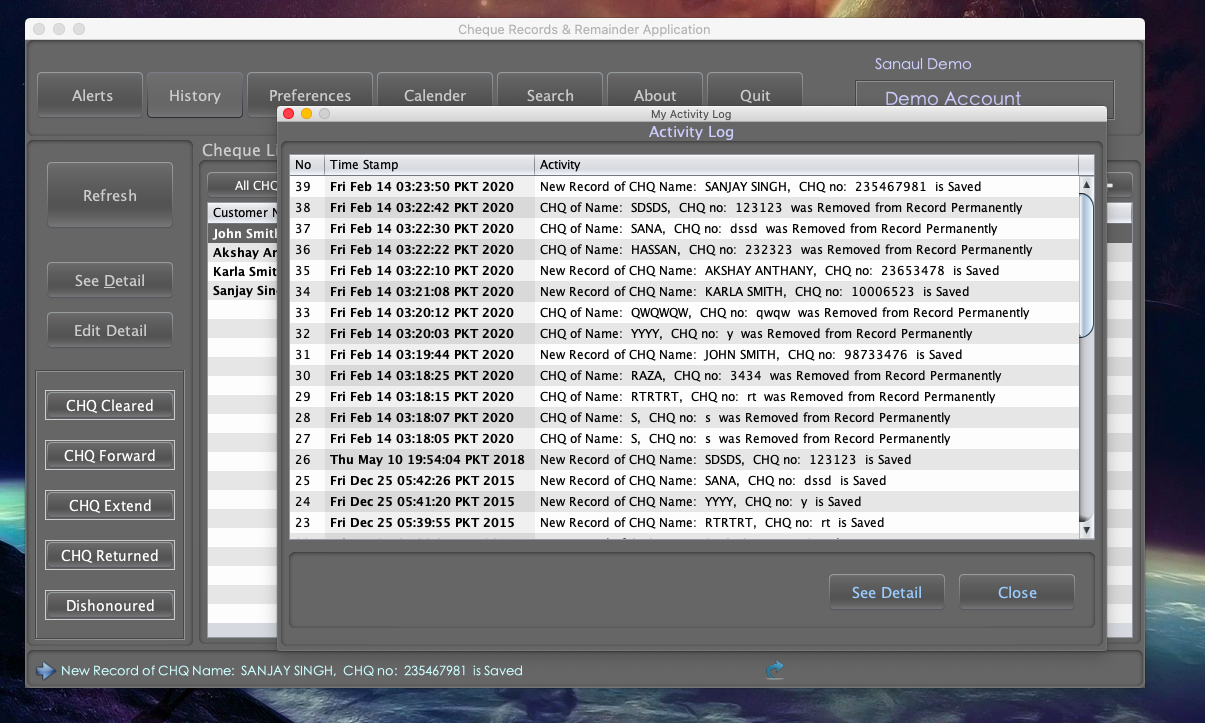 Cheque Records & Remainder Application
Sanaul Demo
Alerts History Preferences Calender Search About Quit
Demo Account
My Activity Log
Activity Log
Cheque Li
Refresh
See Detail
Edit Detail
CHQ Cleared
CHQ Forward
CHQ Extend
CHQ Returned
Dishonoured
All CHQ
Customer N
John Smith
Akshay An
Karla Smit
Sanjay Sin
No Time Stamp Activity
39 Fri Feb 14 03:23:50 PKT 2020 New Record of CHQ Name: SANJAY SINGH, CHQ no: 235467981 is Saved
38 Fri Feb 14 03:22:42 PKT 2020 CHQ of Name: SDSDS, CHQ no: 123123 was Removed from Record Permanently
37 Fri Feb 14 03:22:30 PKT 2020 CHQ of Name: SANA, CHQ no: dssd was Removed from Record Permanently
36 Fri Feb 14 03:22:22 PKT 2020 CHQ of Name: HASSAN, CHQ no: 232323 was Removed from Record Permanently
35 Fri Feb 14 03:22:10 PKT 2020 New Record of CHQ Name: AKSHAY ANTHANY, CHQ no: 23653478 is Saved
34 Fri Feb 14 03:21:08 PKT 2020 New Record of CHQ Name: KARLA SMITH, CHQ no: 10006523 is Saved
33 Fri Feb 14 03:20:12 PKT 2020 CHQ of Name: QWQWQW, CHQ no: qwqw was Removed from Record Permanently
32 Fri Feb 14 03:20:03 PKT 2020 CHQ of Name: YYYY, CHQ no: y was Removed from Record Permanently
31 Fri Feb 14 03:19:44 PKT 2020 New Record of CHQ Name: JOHN SMITH, CHQ no: 98733476 is Saved
30 Fri Feb 14 03:18:25 PKT 2020 CHQ of Name: RAZA, CHQ no: 3434 was Removed from Record Permanently
29 Fri Feb 14 03:18:15 PKT 2020 CHQ of Name: RTRTRT, CHQ no: rt was Removed from Record Permanently
28 Fri Feb 14 03:18:07 PKT 2020 CHQ of Name: S, CHQ no: s was Removed from Record Permanently
27 Fri Feb 14 03:18:05 PKT 2020 CHQ of Name: S, CHQ no: s was Removed from Record Permanently
26 Thu May 10 19:54:04 PKT 2018 New Record of CHQ Name: SDSDS, CHQ no: 123123 is Saved
25 Fri Dec 25 05:42:26 PKT 2015 New Record of CHQ Name: SANA, CHQ no: dssd is Saved
24 Fri Dec 25 05:41:20 PKT 2015 New Record of CHQ Name: YYYY, CHQ no: y is Saved
23 Fri Dec 25 05:39:55 PKT 2015 New Record of CHQ Name: RTRTRT, CHQ no: rt is Saved
See Detail Close
New Record of CHQ Name: SANJAY SINGH, CHQ no: 235467981 is Saved